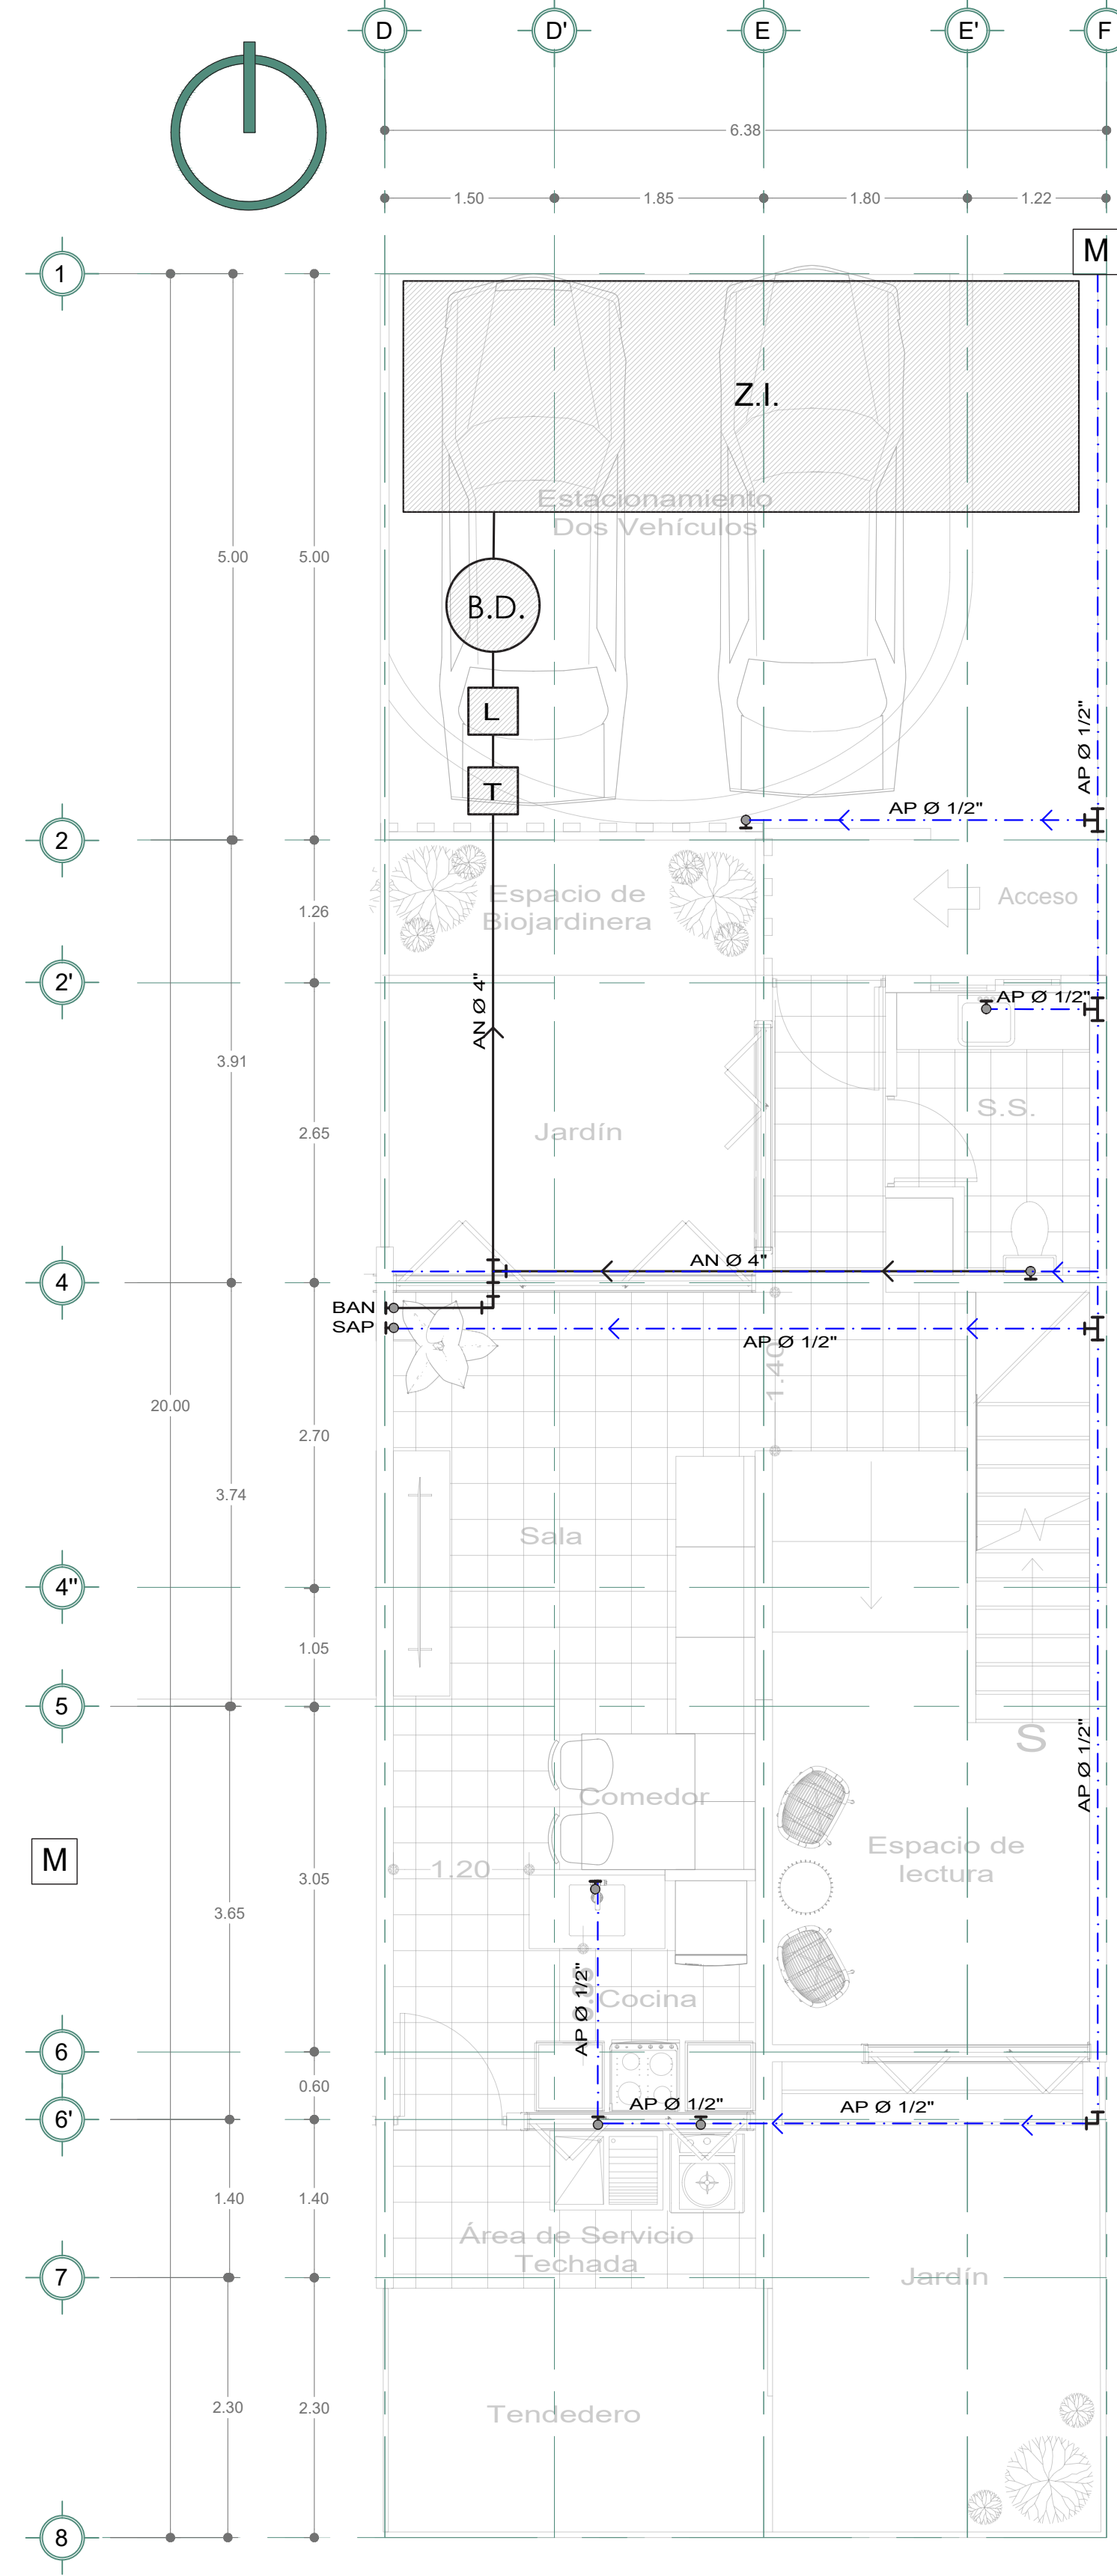 D
D'
E
E'
F
6.38
1.50
1.85
1.80
1.22
M
1
Z.I.
Estacionamiento
Dos Vehículos
5.00
5.00
B.D.
L
T
AP Ø 1/2"
AP Ø 1/2"
2
Espacio de
Biojardinera
Acceso
1.26
2'
AN Ø 4"
AP Ø 1/2"
3.91
S.S.
2.65
Jardín
4
AN Ø 4"
BAN
SAP
AP Ø 1/2"
1.40
20.00
2.70
3.74
Sala
4"
1.05
5
S
AP Ø 1/2"
Comedor
M
1.20
Espacio de
lectura
3.05
3.65
AP Ø 1/2"
Cocina
6
0.60
6'
AP Ø 1/2"
AP Ø 1/2"
1.40
1.40
Área de Servicio
Techada
7
Jardín
2.30
2.30
Tendedero
8